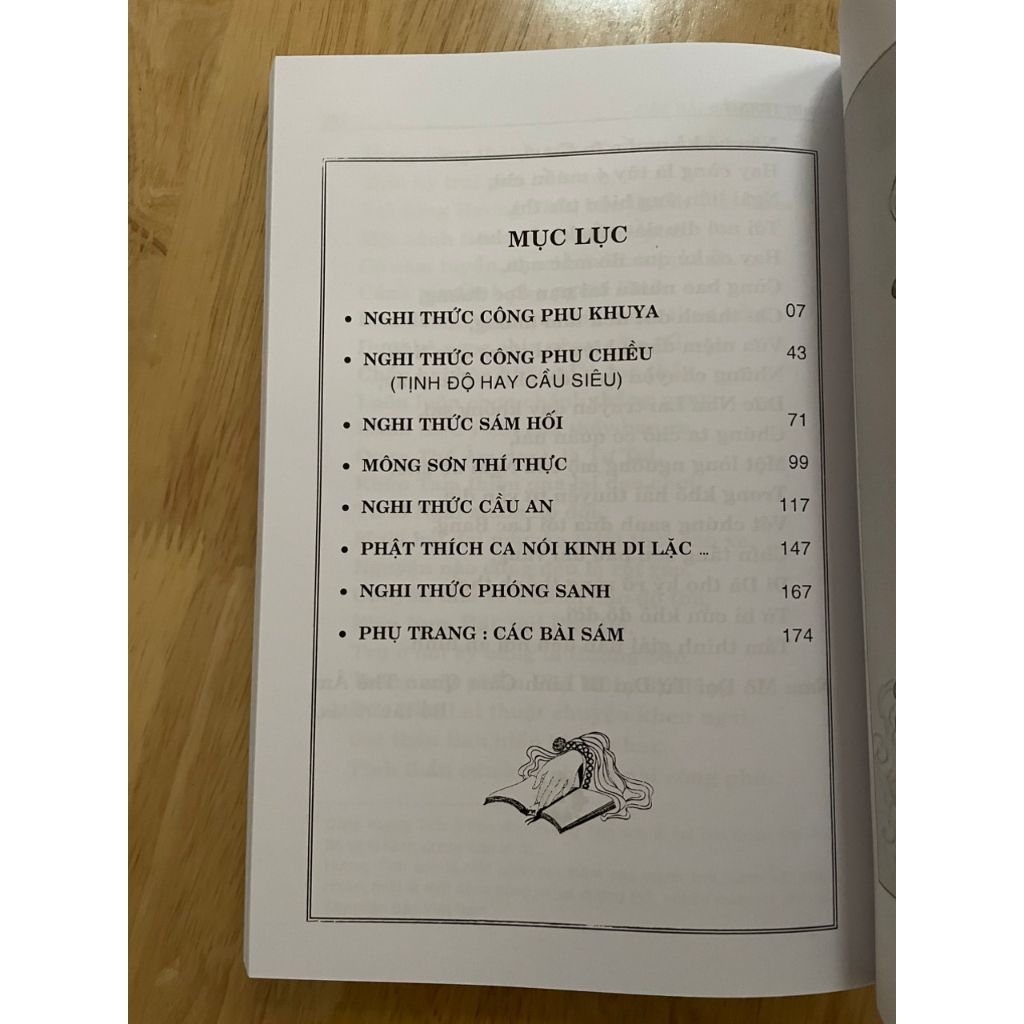 MỤC LỤC
• NGHI THỨC CÔNG PHU KHUYA 07
• NGHI THỨC CÔNG PHU CHIỀU 43
(TỊNH ĐỘ HAY CẦU SIÊU)
• NGHI THỨC SÁM HỐI 71
• MÔNG SƠN THÍ THỰC 99
• NGHI THỨC CẦU AN 117
• PHẬT THÍCH CA NÓI KINH DI LẶC ... 147
• NGHI THỨC PHÓNG SANH 167
• PHỤ TRANG : CÁC BÀI SÁM 174